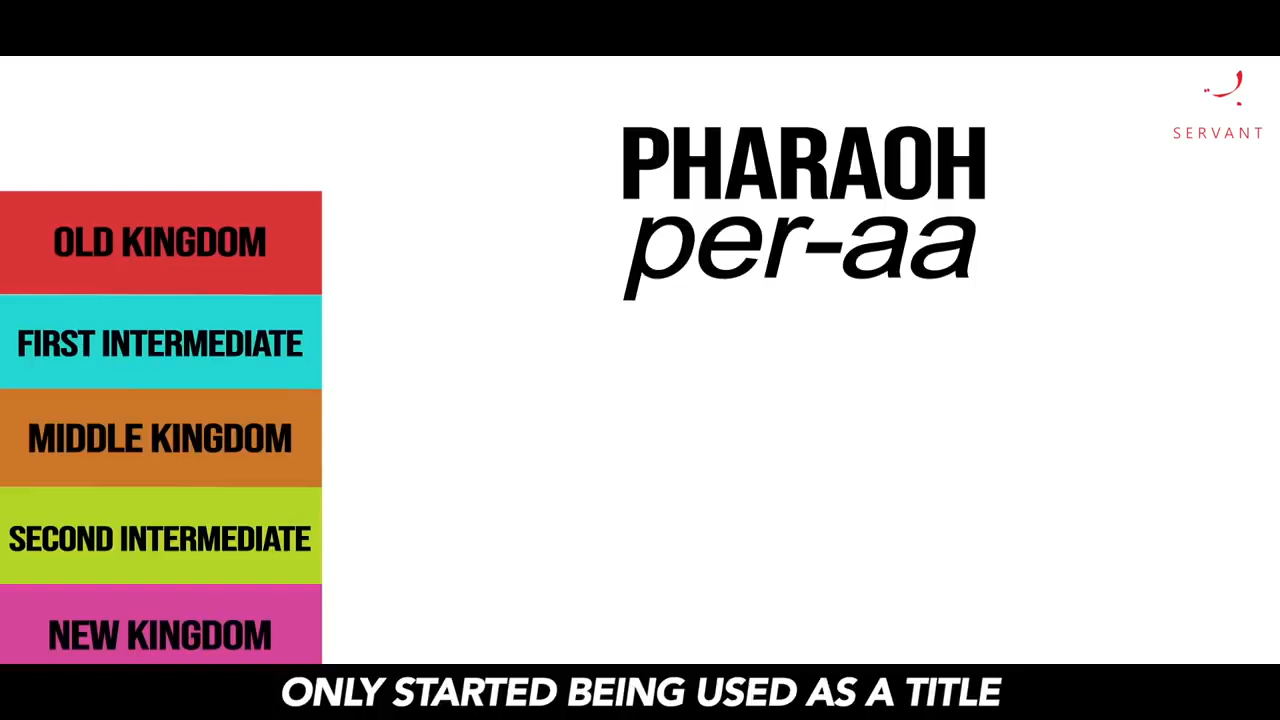 SERVANT
PHARAOH
per-aa
OLD KINGDOM
FIRST INTERMEDIATE
MIDDLE KINGDOM
SECOND INTERMEDIATE
NEW KINGDOM
ONLY STARTED BEING USED AS A TITLE